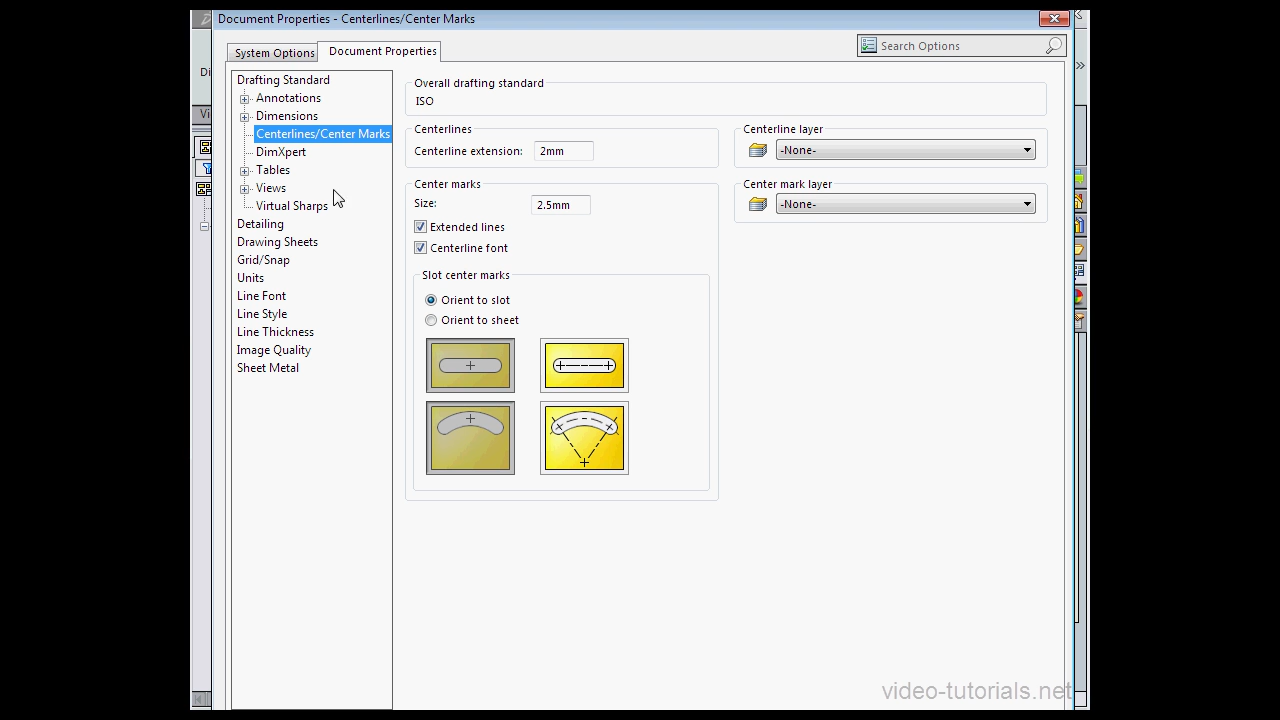 Document Properties - Centerlines/Center Marks
System Options
Document Properties
Search Options
Di
Vi
Drafting Standard
Annotations
Dimensions
Centerlines/Center Marks
DimXpert
Tables
Views
Virtual Sharps
Detailing
Drawing Sheets
Grid/Snap
Units
Line Font
Line Style
Line Thickness
Image Quality
Sheet Metal
Overall drafting standard
ISO
Centerlines
Centerline extension: 2mm
Center marks
Size: 2.5mm
Extended lines
Centerline font
Slot center marks
Orient to slot
Orient to sheet
Centerline layer
-None-
Center mark layer
-None-
video-tutorials.net